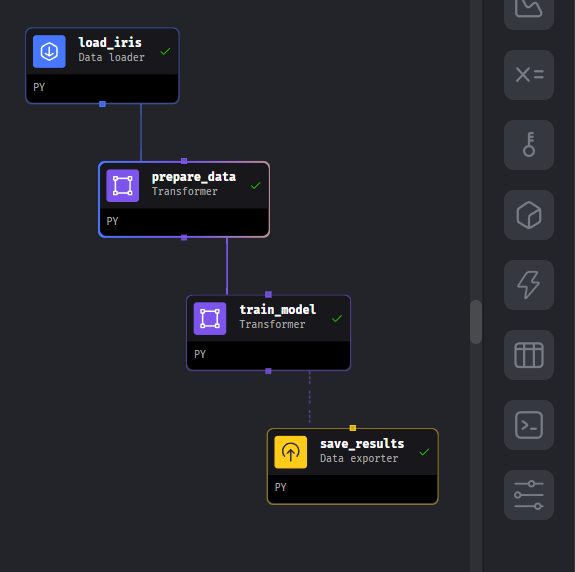 load_iris
Data loader
PY
prepare_data
Transformer
PY
train_model
Transformer
PY
save_results
Data exporter
PY